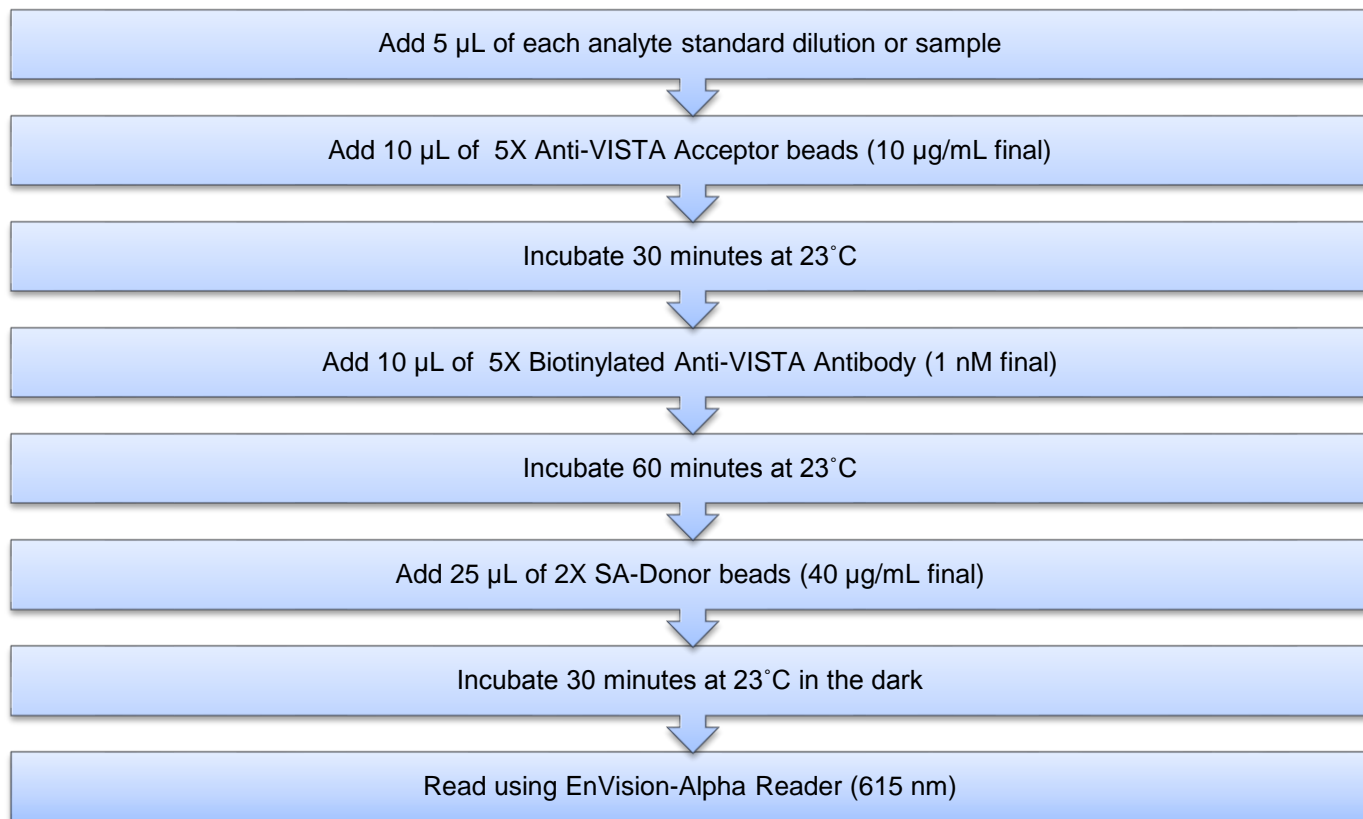 Add 5 µL of each analyte standard dilution or sample
Add 10 µL of 5X Anti-VISTA Acceptor beads (10 µg/mL final)
Incubate 30 minutes at 23˚C
Add 10 µL of 5X Biotinylated Anti-VISTA Antibody (1 nM final)
Incubate 60 minutes at 23˚C
Add 25 µL of 2X SA-Donor beads (40 µg/mL final)
Incubate 30 minutes at 23˚C in the dark
Read using EnVision-Alpha Reader (615 nm)